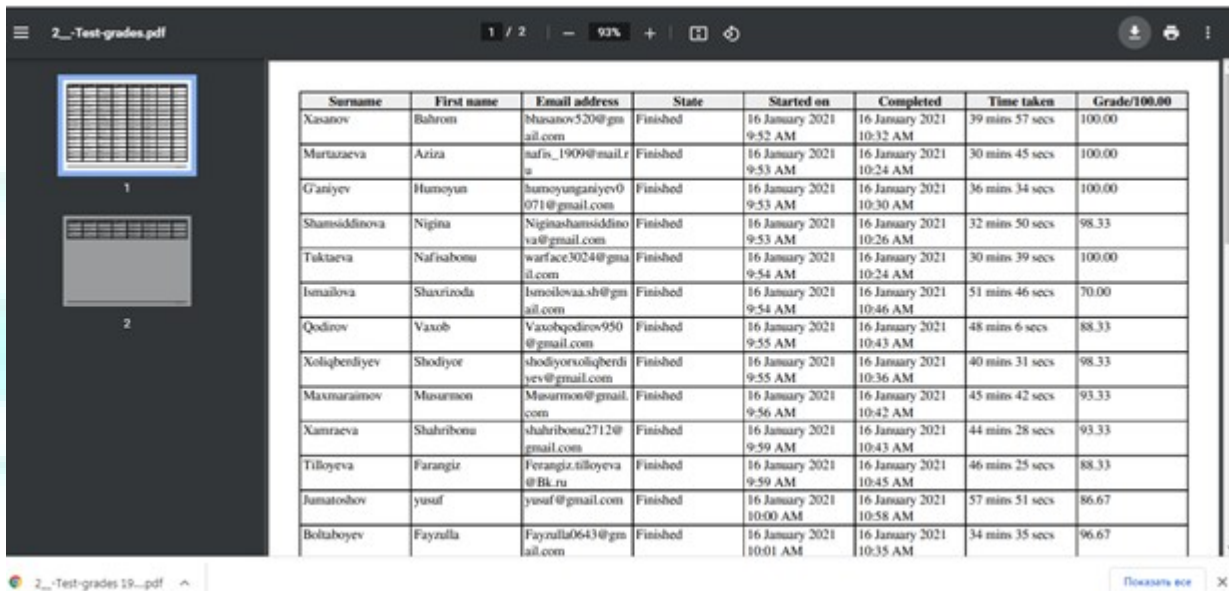 2__-Test-grades.pdf
1 / 2
93%
1
2
Surname First name Email address State Started on Completed Time taken Grade/100.00
Xasanov Bahrom bhasanov520@gm Finished 16 January 2021 16 January 2021 39 mins 57 secs 100.00
ail.com 9:52 AM 10:32 AM
Murtazaeva Aziza nafis_1909@mail.r Finished 16 January 2021 16 January 2021 30 mins 45 secs 100.00
u 9:53 AM 10:24 AM
G'aniyev Humoyun humoyunganiyev0 Finished 16 January 2021 16 January 2021 36 mins 34 secs 100.00
071@gmail.com 9:53 AM 10:30 AM
Shamsiddinova Nigina Niginashamsiddino Finished 16 January 2021 16 January 2021 32 mins 50 secs 98.33
va@gmail.com 9:53 AM 10:26 AM
Tuktaeva Nafisabonu warface3024@gma Finished 16 January 2021 16 January 2021 30 mins 39 secs 100.00
il.com 9:54 AM 10:24 AM
Ismailova Shaxrizoda Ismoilovaa.sh@gm Finished 16 January 2021 16 January 2021 51 mins 46 secs 70.00
ail.com 9:54 AM 10:46 AM
Qodirov Vaxob Vaxobqodirov950 Finished 16 January 2021 16 January 2021 48 mins 6 secs 88.33
@gmail.com 9:55 AM 10:43 AM
Xoliqberdiyev Shodiyor shodiyorxoliqberdi Finished 16 January 2021 16 January 2021 40 mins 31 secs 98.33
yev@gmail.com 9:55 AM 10:36 AM
Maxmaraimov Musurmon Musurmon@gmail. Finished 16 January 2021 16 January 2021 45 mins 42 secs 93.33
com 9:56 AM 10:42 AM
Xamraeva Shahribonu shahribonu2712@ Finished 16 January 2021 16 January 2021 44 mins 28 secs 93.33
gmail.com 9:59 AM 10:43 AM
Tilloyeva Farangiz Ferangiz.tilloyeva Finished 16 January 2021 16 January 2021 46 mins 25 secs 88.33
@Bk.ru 9:59 AM 10:45 AM
Jumatoshov yusuf yusuf@gmail.com Finished 16 January 2021 16 January 2021 57 mins 51 secs 86.67
10:00 AM 10:58 AM
Boltaboyev Fayzulla Fayzulla0643@gm Finished 16 January 2021 16 January 2021 34 mins 35 secs 96.67
ail.com 10:01 AM 10:35 AM
2__-Test-grades 19....pdf
Показать все